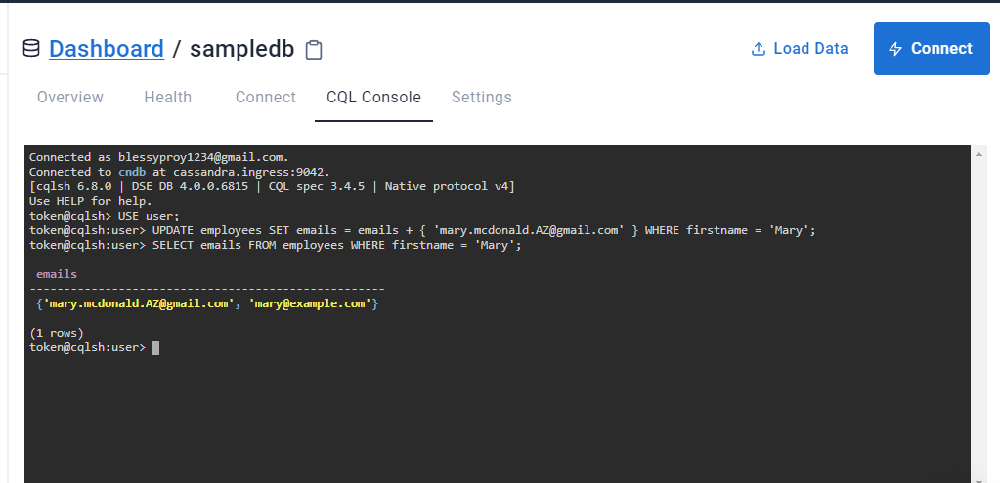 Dashboard / sampledb
Load Data
Connect
Overview Health Connect CQL Console Settings
Connected as blessyproy1234@gmail.com.
Connected to cndb at cassandra.ingress:9042.
[cqlsh 6.8.0 | DSE DB 4.0.0.6815 | CQL spec 3.4.5 | Native protocol v4]
Use HELP for help.
token@cqlsh> USE user;
token@cqlsh:user> UPDATE employees SET emails = emails + { 'mary.mcdonald.AZ@gmail.com' } WHERE firstname = 'Mary';
token@cqlsh:user> SELECT emails FROM employees WHERE firstname = 'Mary';
emails
----------------------------------------------------
{'mary.mcdonald.AZ@gmail.com', 'mary@example.com'}
(1 rows)
token@cqlsh:user>